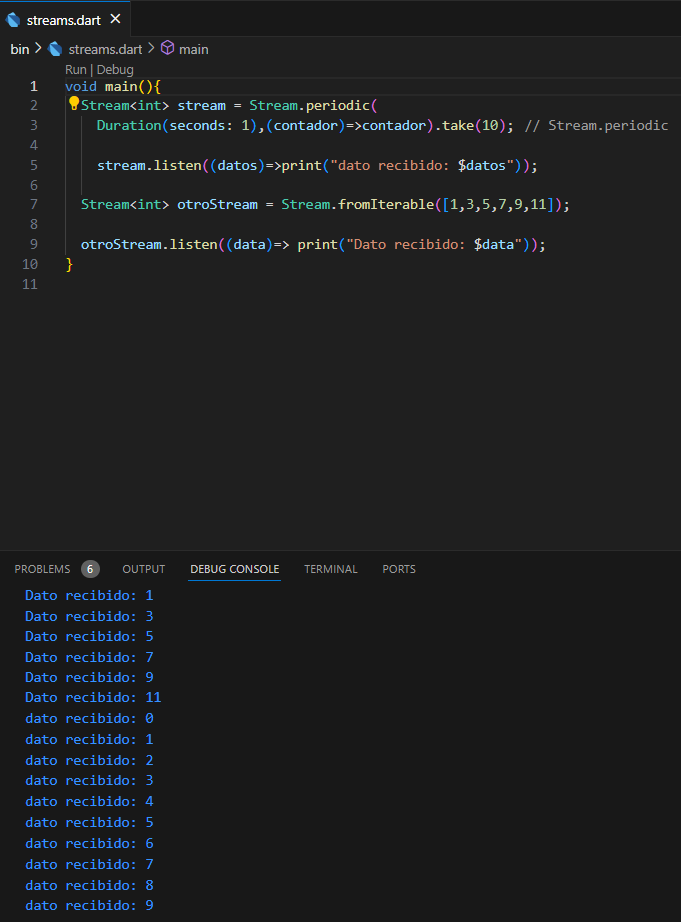 streams.dart
bin > streams.dart > main
Run | Debug
1 void main(){
2 Stream<int> stream = Stream.periodic(
3 Duration(seconds: 1),(contador)=>contador).take(10); // Stream.periodic
4
5 stream.listen((datos)=>print("dato recibido: $datos"));
6
7 Stream<int> otroStream = Stream.fromIterable([1,3,5,7,9,11]);
8
9 otroStream.listen((data)=> print("Dato recibido: $data"));
10 }
11
PROBLEMS 6 OUTPUT DEBUG CONSOLE TERMINAL PORTS
Dato recibido: 1
Dato recibido: 3
Dato recibido: 5
Dato recibido: 7
Dato recibido: 9
Dato recibido: 11
dato recibido: 0
dato recibido: 1
dato recibido: 2
dato recibido: 3
dato recibido: 4
dato recibido: 5
dato recibido: 6
dato recibido: 7
dato recibido: 8
dato recibido: 9